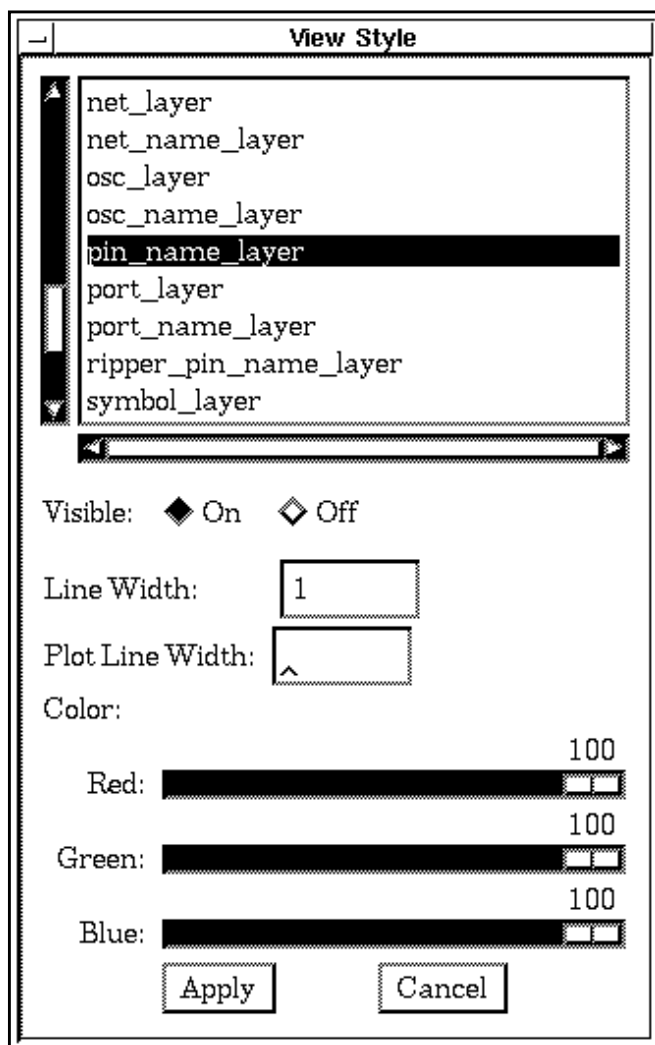 View Style
net_layer
net_name_layer
osc_layer
osc_name_layer
pin_name_layer
port_layer
port_name_layer
ripper_pin_name_layer
symbol_layer
Visible: On Off
Line Width: 1
Plot Line Width:
Color:
100
Red:
100
Green:
100
Blue:
Apply Cancel